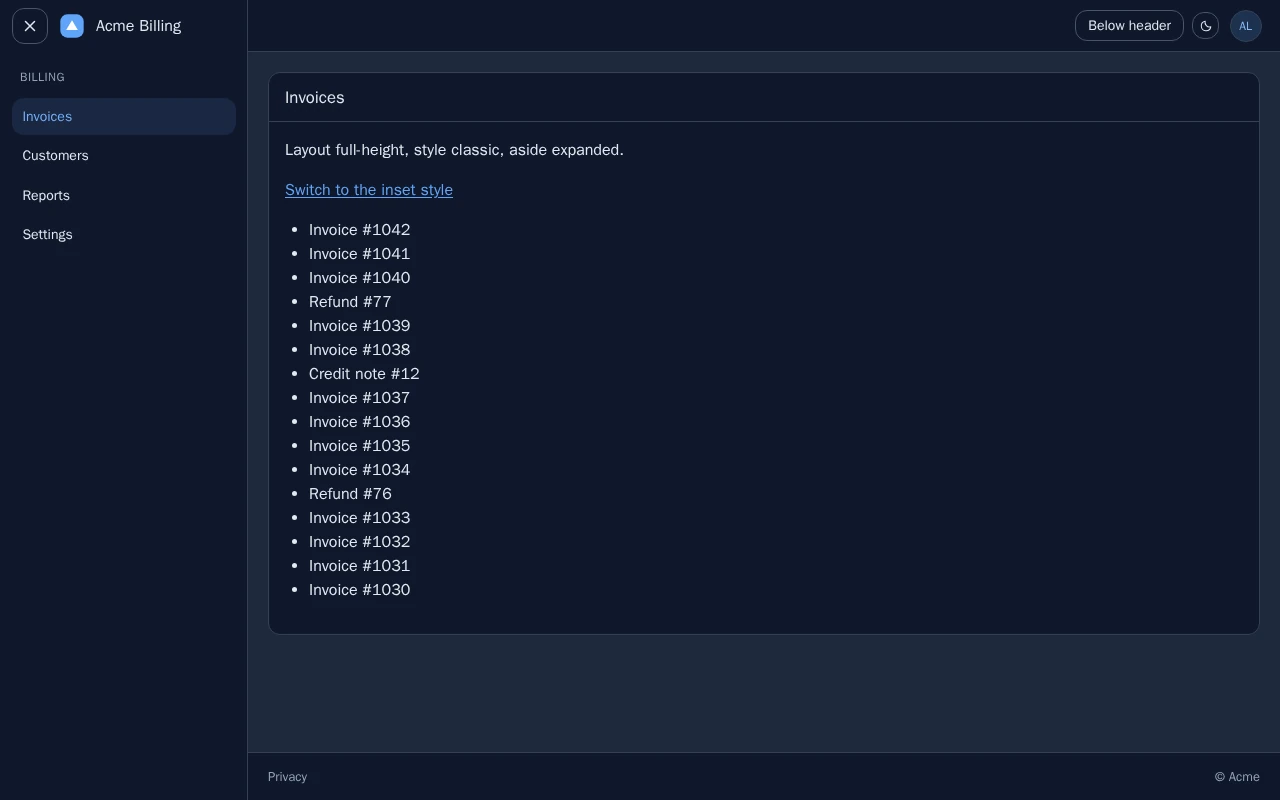 Acme Billing
Below header
AL
BILLING
Invoices
Customers
Reports
Settings
Invoices
Layout full-height, style classic, aside expanded.
Switch to the inset style
Invoice #1042
Invoice #1041
Invoice #1040
Refund #77
Invoice #1039
Invoice #1038
Credit note #12
Invoice #1037
Invoice #1036
Invoice #1035
Invoice #1034
Refund #76
Invoice #1033
Invoice #1032
Invoice #1031
Invoice #1030
Privacy
© Acme